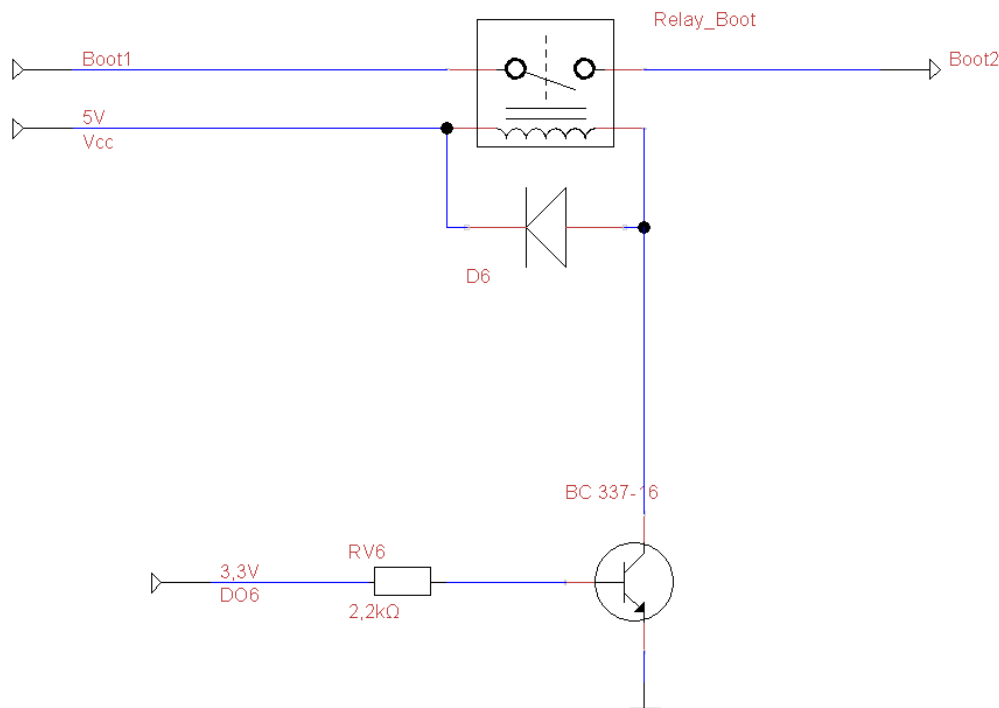 Relay_Boot
Boot1
Boot2
5V
Vcc
D6
BC 337-16
RV6
3,3V
DO6
2,2kΩ